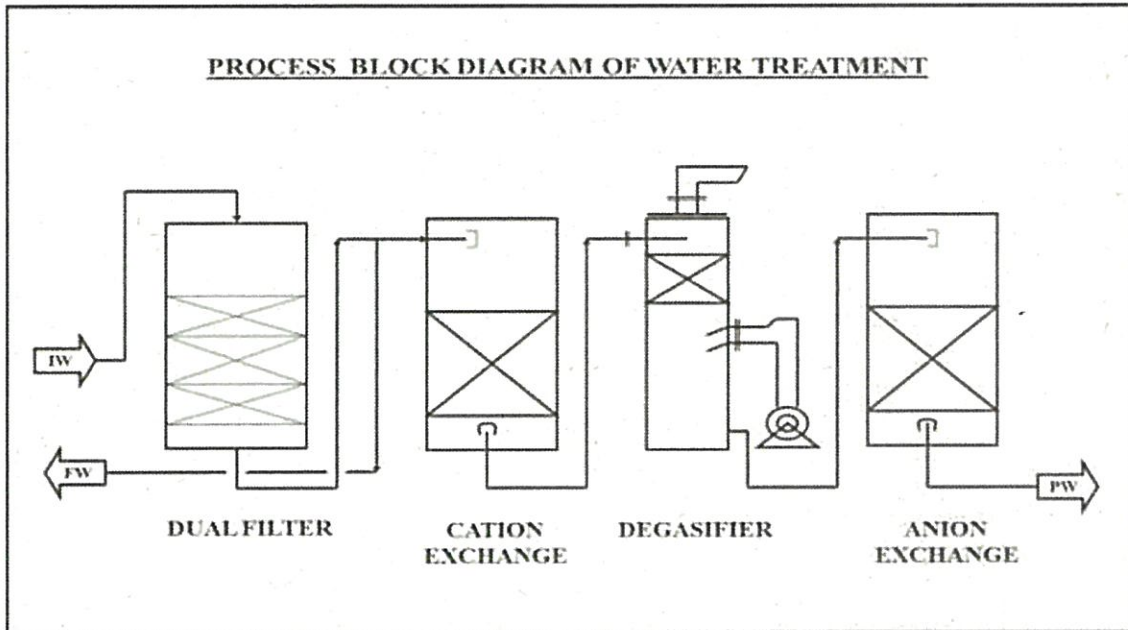 PROCESS BLOCK DIAGRAM OF WATER TREATMENT
IW
FW
PW
DUAL FILTER
CATION
EXCHANGE
DEGASIFIER
ANION
EXCHANGE